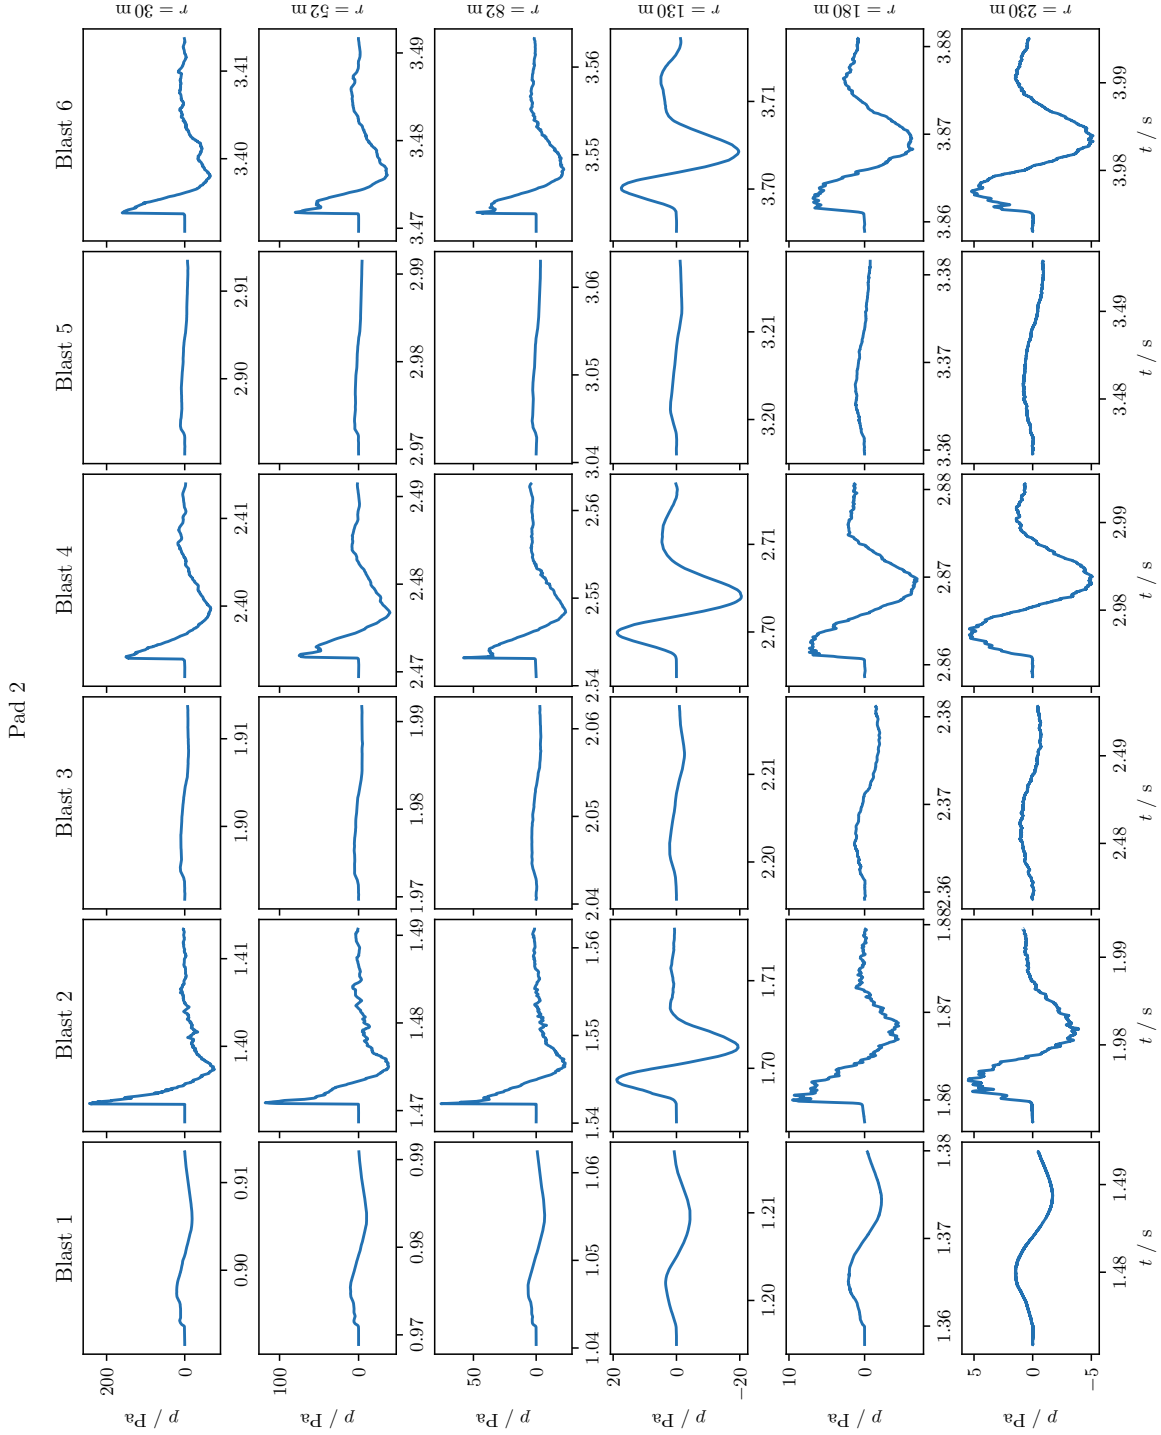 Pad 2
Blast 1 Blast 2 Blast 3 Blast 4 Blast 5 Blast 6
200
0
p / Pa
r = 30 m
0.90 0.91 1.40 1.41 1.90 1.91 2.40 2.41 2.90 2.91 3.40 3.41
100
0
p / Pa
r = 52 m
0.97 0.98 0.99 1.47 1.48 1.49 1.97 1.98 1.99 2.47 2.48 2.49 2.97 2.98 2.99 3.47 3.48 3.49
50
0
p / Pa
r = 82 m
1.04 1.05 1.06 1.54 1.55 1.56 2.04 2.05 2.06 2.54 2.55 2.56 3.04 3.05 3.06 3.55 3.56
20
0
−20
p / Pa
r = 130 m
1.20 1.21 1.70 1.71 2.20 2.21 2.70 2.71 3.20 3.21 3.70 3.71
10
0
p / Pa
r = 180 m
1.36 1.37 1.38 1.86 1.87 1.88 2.36 2.37 2.38 2.86 2.87 2.88 3.36 3.37 3.38 3.86 3.87 3.88
5
0
−5
p / Pa
r = 230 m
1.48 1.49 1.98 1.99 2.48 2.49 2.98 2.99 3.48 3.49 3.98 3.99
t / s t / s t / s t / s t / s t / s